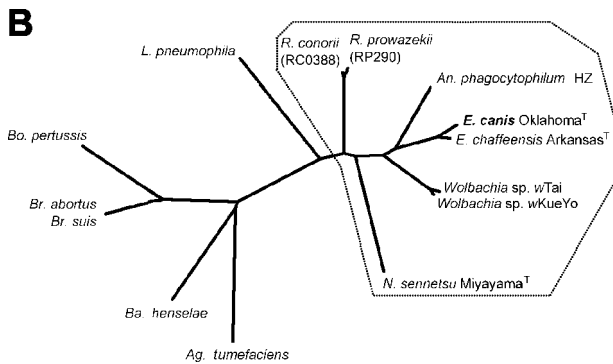 B
R. conorii
(RC0388)
R. prowazekii
(RP290)
L. pneumophila
An. phagocytophilum HZ
E. canis Oklahomaᵀ
E. chaffeensis Arkansasᵀ
Bo. pertussis
Wolbachia sp. wTai
Wolbachia sp. wKueYo
Br. abortus
Br. suis
N. sennetsu Miyayamaᵀ
Ba. henselae
Ag. tumefaciens